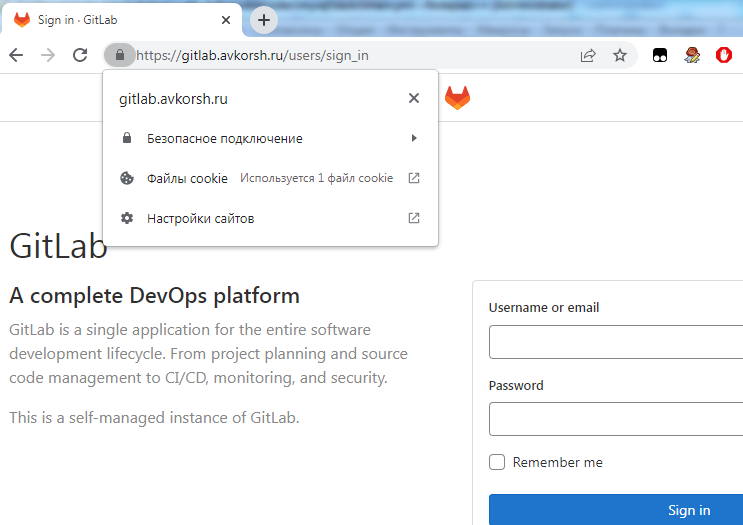 Sign in · GitLab
https://gitlab.avkorsh.ru/users/sign_in
gitlab.avkorsh.ru
Безопасное подключение
Файлы cookie Используется 1 файл cookie
Настройки сайтов
GitLab
A complete DevOps platform
GitLab is a single application for the entire software
development lifecycle. From project planning and source
code management to CI/CD, monitoring, and security.
This is a self-managed instance of GitLab.
Username or email
Password
Remember me
Sign in